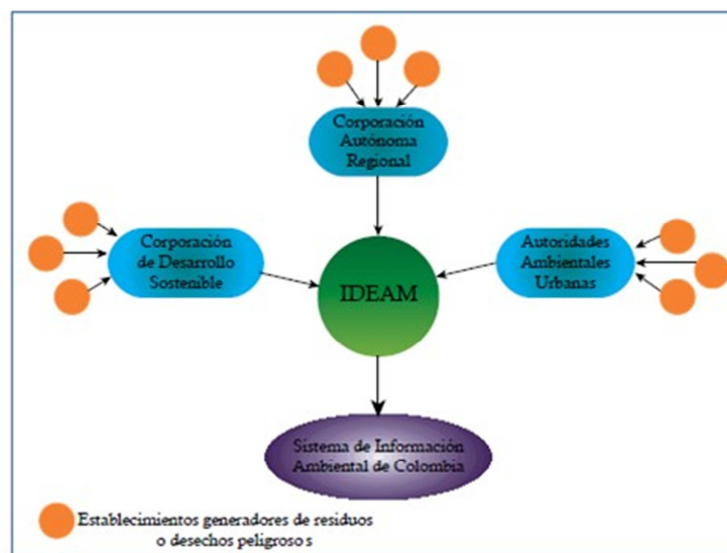 Corporación
Autónoma
Regional
Corporación
de Desarrollo
Sostenible
IDEAM
Autoridades
Ambientales
Urbanas
Sistema de Información
Ambiental de Colombia
Establecimientos generadores de residuos
o desechos peligrosos